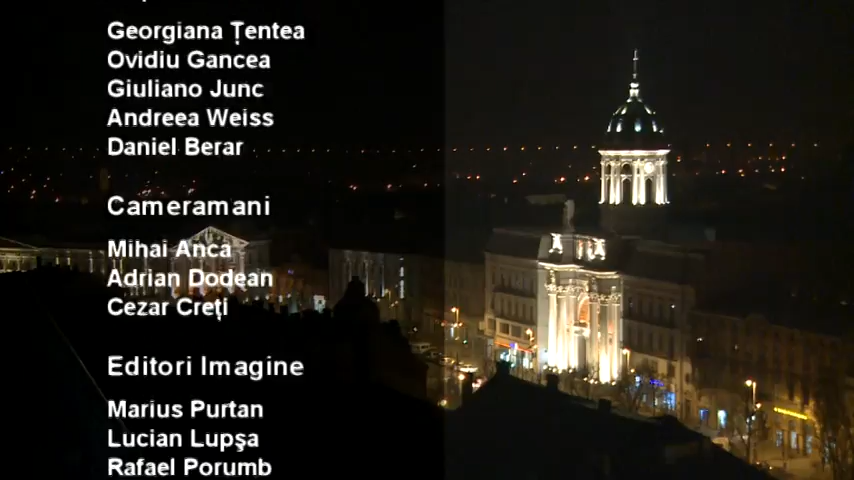 Georgiana Țentea
Ovidiu Gancea
Giuliano Junc
Andreea Weiss
Daniel Berar
Cameramani
Mihai Anca
Adrian Dodean
Cezar Creți
Editori Imagine
Marius Purtan
Lucian Lupşa
Rafael Porumb